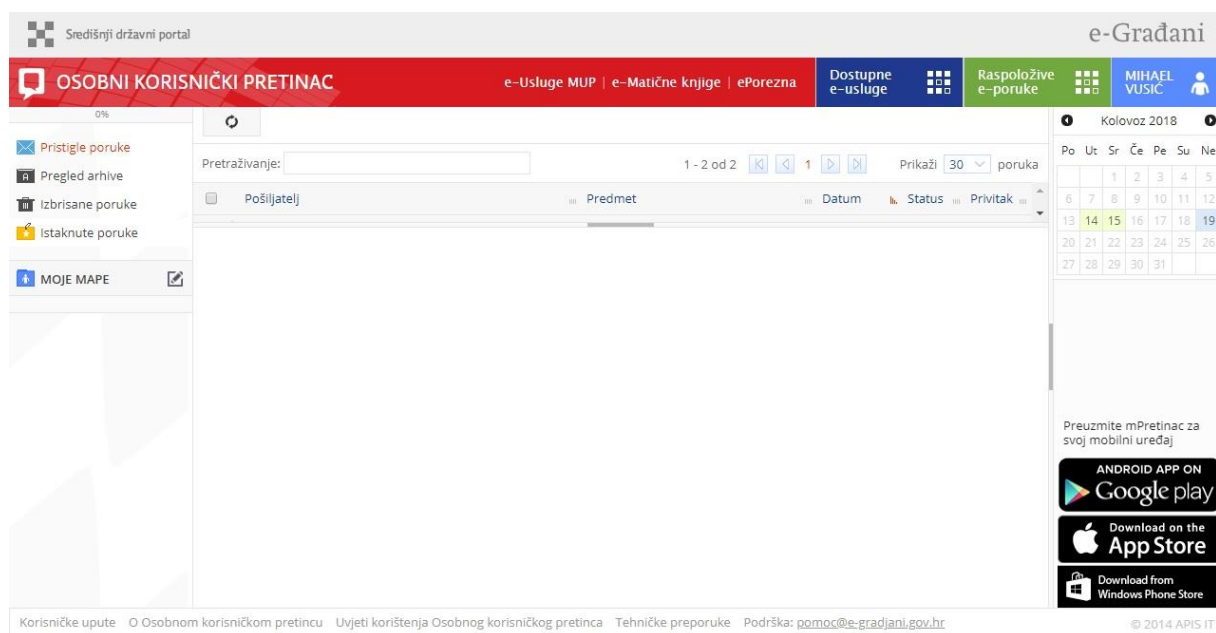 Središnji državni portal
e-Građani
OSOBNI KORISNIČKI PRETINAC
e-Usluge MUP | e-Matične knjige | ePorezna
Dostupne
e-usluge
Raspoložive
e-poruke
MIHAEL
VUSIĆ
0%
Pristigle poruke
Pregled arhive
Izbrisane poruke
Istaknute poruke
MOJE MAPE
Pretraživanje:
1 - 2 od 2
1
Prikaži 30 poruka
Pošiljatelj Predmet Datum Status Privitak
Kolovoz 2018
Po Ut Sr Če Pe Su Ne
1 2 3 4 5
6 7 8 9 10 11 12
13 14 15 16 17 18 19
20 21 22 23 24 25 26
27 28 29 30 31
Preuzmite mPretinac za
svoj mobilni uređaj
ANDROID APP ON
Google play
Download on the
App Store
Download from
Windows Phone Store
Korisničke upute O Osobnom korisničkom pretincu Uvjeti korištenja Osobnog korisničkog pretinca Tehničke preporuke Podrška: pomoc@e-gradjani.gov.hr
© 2014 APIS IT